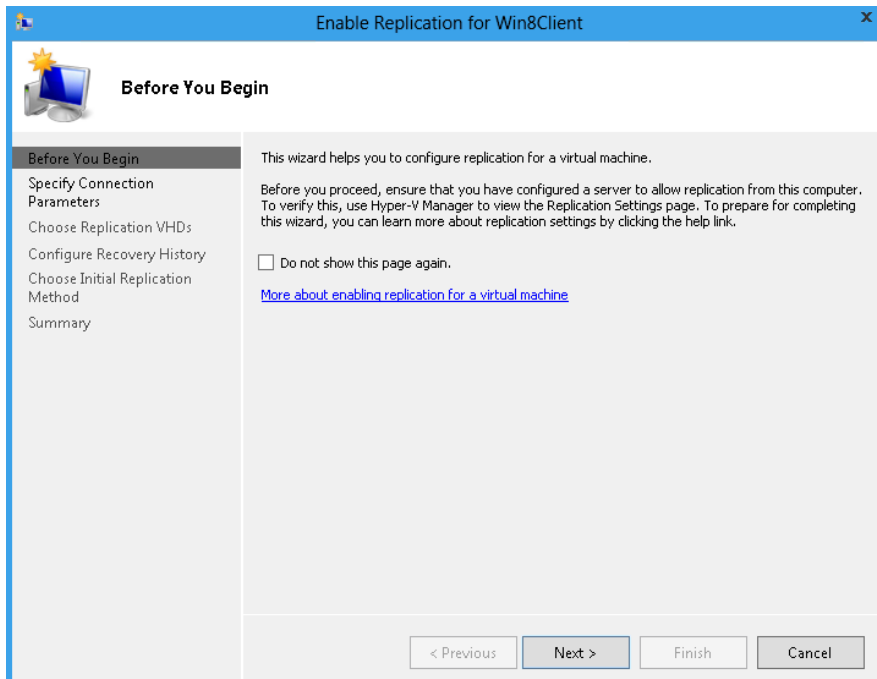 Enable Replication for Win8Client
x
Before You Begin
Before You Begin
Specify Connection
Parameters
Choose Replication VHDs
Configure Recovery History
Choose Initial Replication
Method
Summary
This wizard helps you to configure replication for a virtual machine.
Before you proceed, ensure that you have configured a server to allow replication from this computer.
To verify this, use Hyper-V Manager to view the Replication Settings page. To prepare for completing
this wizard, you can learn more about replication settings by clicking the help link.
Do not show this page again.
More about enabling replication for a virtual machine
< Previous
Next >
Finish
Cancel